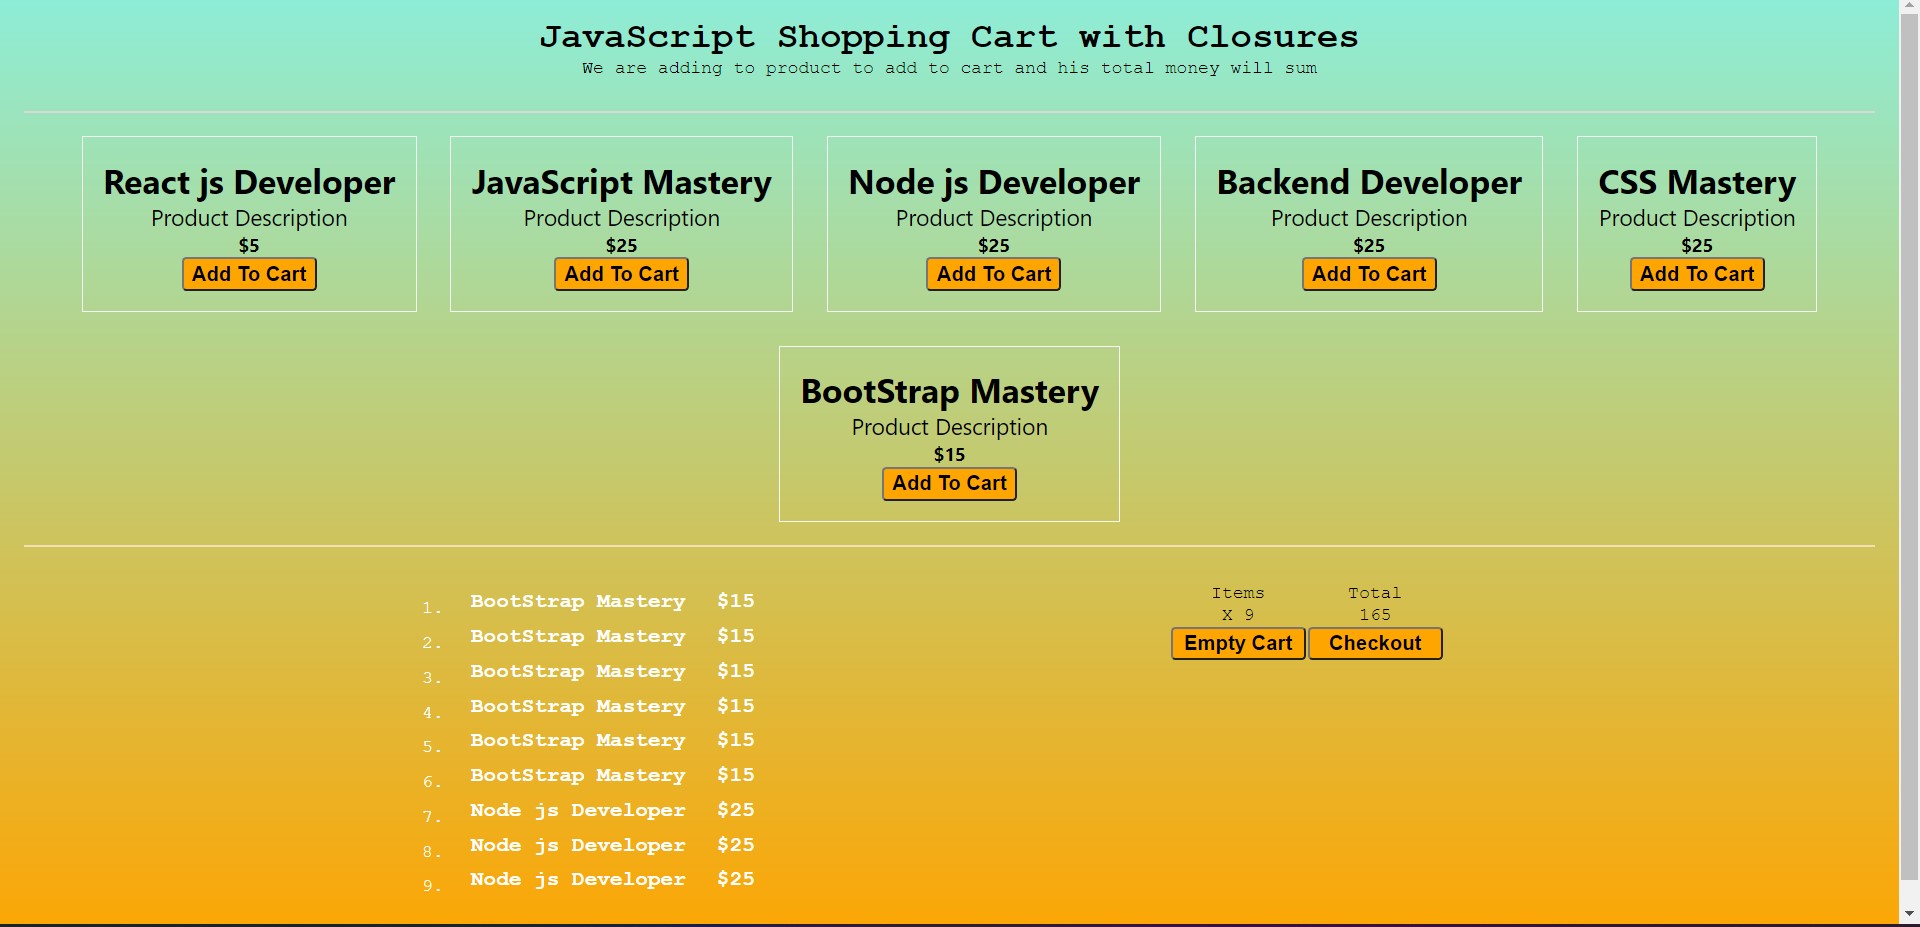 JavaScript Shopping Cart with Closures
We are adding to product to add to cart and his total money will sum
React js Developer
Product Description
$5
Add To Cart
JavaScript Mastery
Product Description
$25
Add To Cart
Node js Developer
Product Description
$25
Add To Cart
Backend Developer
Product Description
$25
Add To Cart
CSS Mastery
Product Description
$25
Add To Cart
BootStrap Mastery
Product Description
$15
Add To Cart
1. BootStrap Mastery $15
2. BootStrap Mastery $15
3. BootStrap Mastery $15
4. BootStrap Mastery $15
5. BootStrap Mastery $15
6. BootStrap Mastery $15
7. Node js Developer $25
8. Node js Developer $25
9. Node js Developer $25
Items Total
X 9 165
Empty Cart Checkout